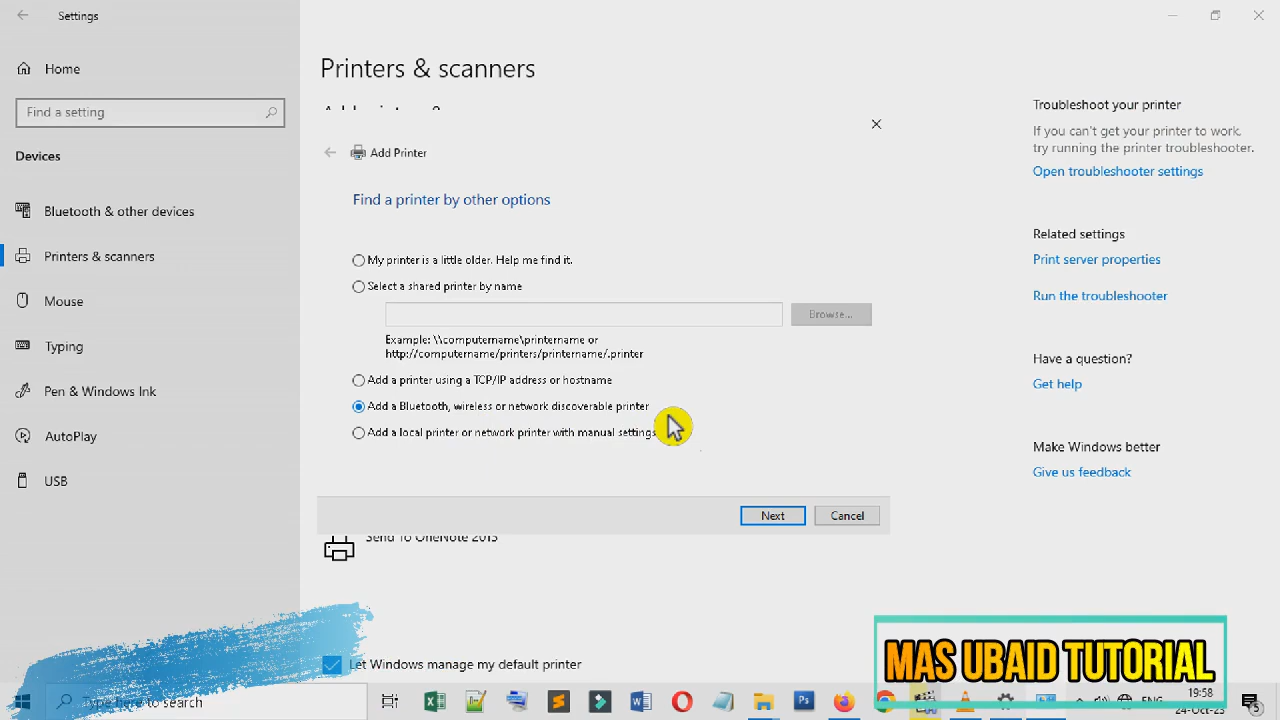 Settings
Home
Find a setting
Devices
Bluetooth & other devices
Printers & scanners
Mouse
Typing
Pen & Windows Ink
AutoPlay
USB
Printers & scanners
Add Printer
Find a printer by other options
My printer is a little older. Help me find it.
Select a shared printer by name
Browse...
Example: \\computername\printername or
http://computername/printers/printername/.printer
Add a printer using a TCP/IP address or hostname
Add a Bluetooth, wireless or network discoverable printer
Add a local printer or network printer with manual settings
Next
Cancel
Send To OneNote 2013
Let Windows manage my default printer
Troubleshoot your printer
If you can't get your printer to work,
try running the printer troubleshooter.
Open troubleshooter settings
Related settings
Print server properties
Run the troubleshooter
Have a question?
Get help
Make Windows better
Give us feedback
MAS UBAID TUTORIAL
Type here to search
ENG
19:58
24-Oct-23